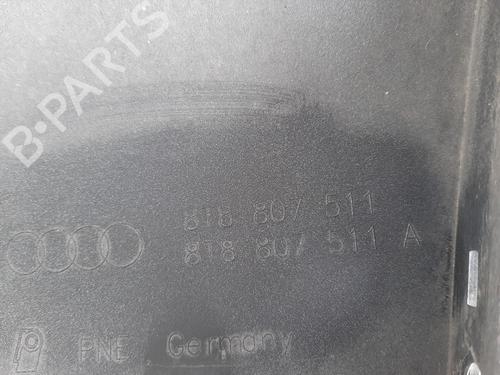 B-PARTS
8T8 807 511
8T8 807 511 A
PNE Germany